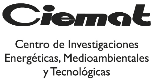 Ciemat
Centro de Investigaciones
Energéticas, Medioambientales
y Tecnológicas